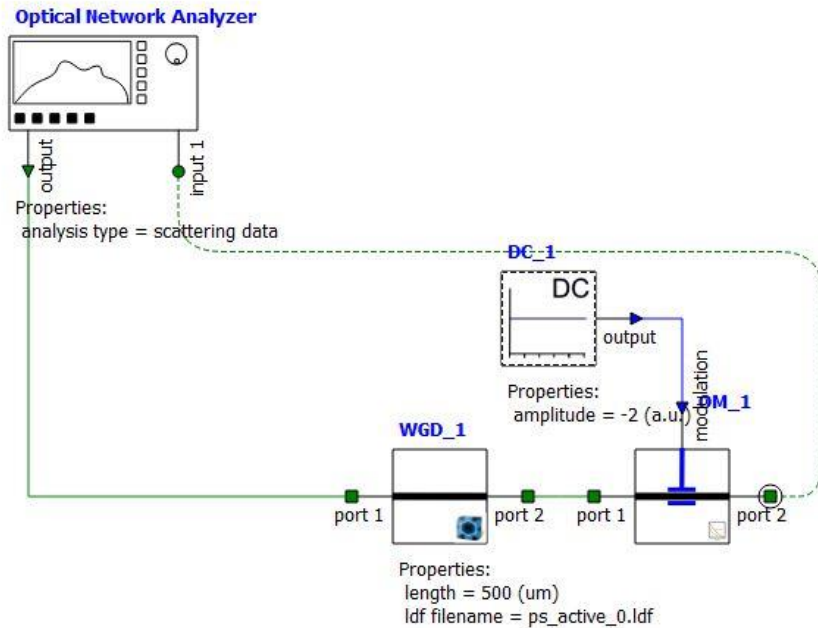 Optical Network Analyzer
output
input 1
Properties:
analysis type = scattering data
DC_1
DC
output
modulation
Properties:
amplitude = -2 (a.u.)
OM_1
WGD_1
port 1
port 2
port 1
port 2
Properties:
length = 500 (um)
ldf filename = ps_active_0.ldf